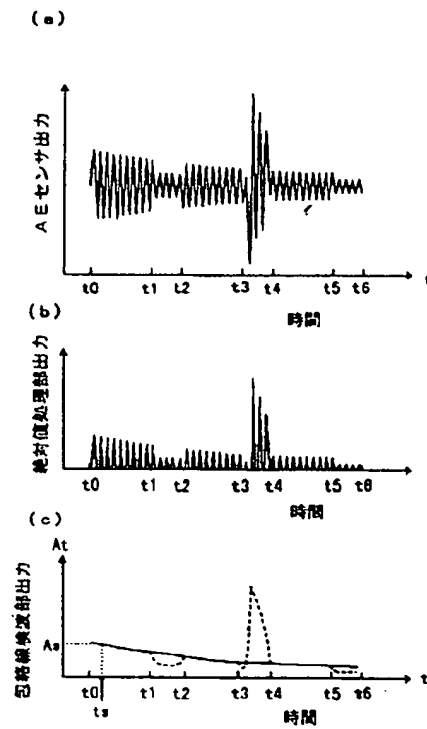 (a)
AEセンサ出力
t0 t1 t2 t3 t4 t5 t6
t
時間
(b)
絶対値処理部出力
t0 t1 t2 t3 t4 t5 t6
t
時間
(c)
At
包絡線検波部出力
As
t0 t1 t2 t3 t4 t5 t6
t
ts
時間